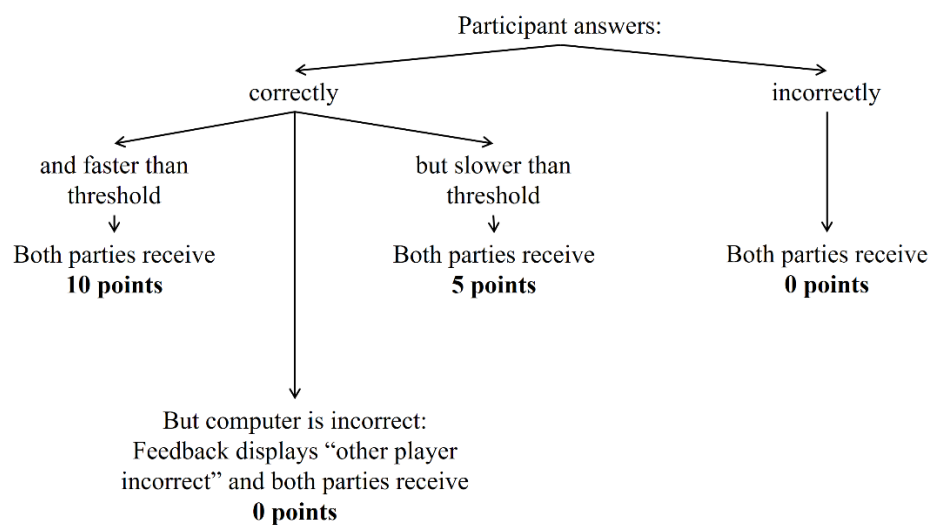 Participant answers:
correctly
incorrectly
and faster than
threshold
Both parties receive
10 points
but slower than
threshold
Both parties receive
5 points
Both parties receive
0 points
But computer is incorrect:
Feedback displays “other player
incorrect” and both parties receive
0 points